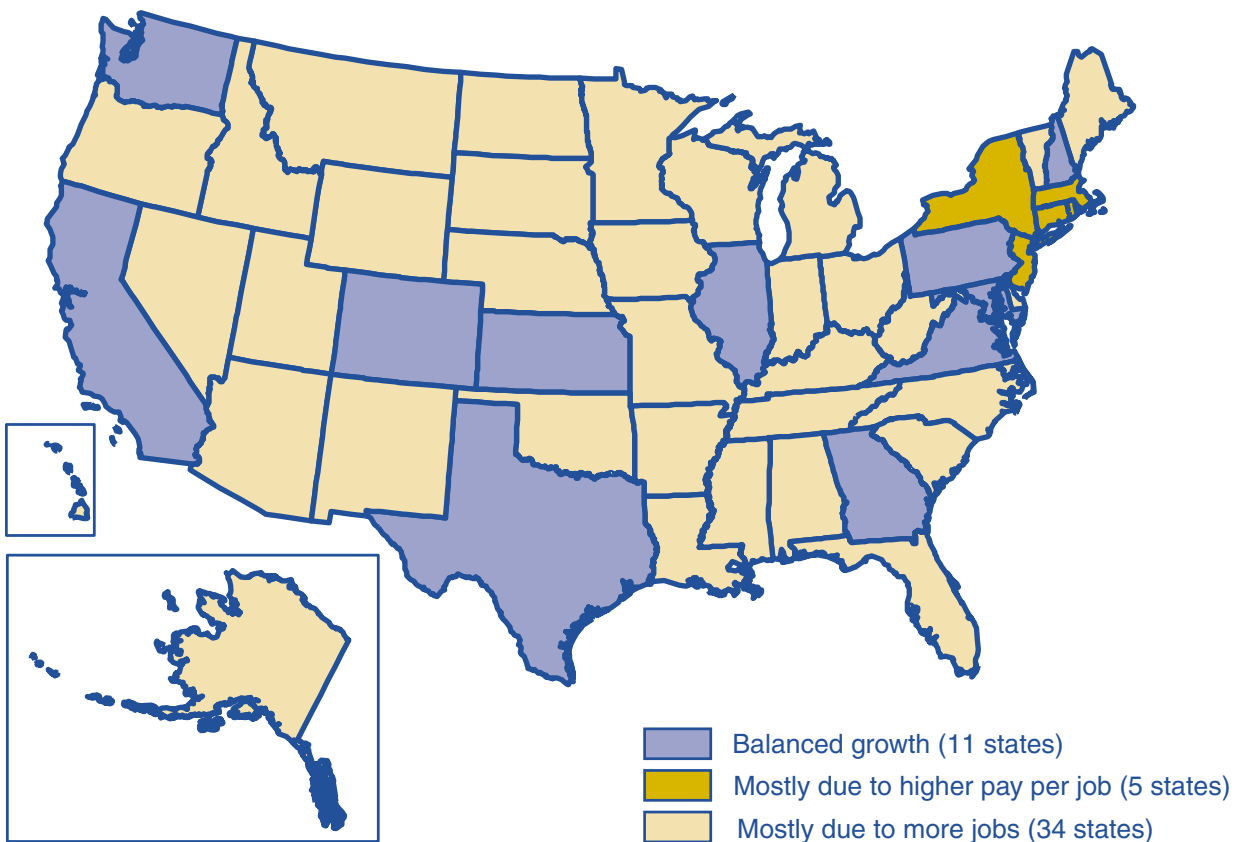 Balanced growth (11 states)
Mostly due to higher pay per job (5 states)
Mostly due to more jobs (34 states)